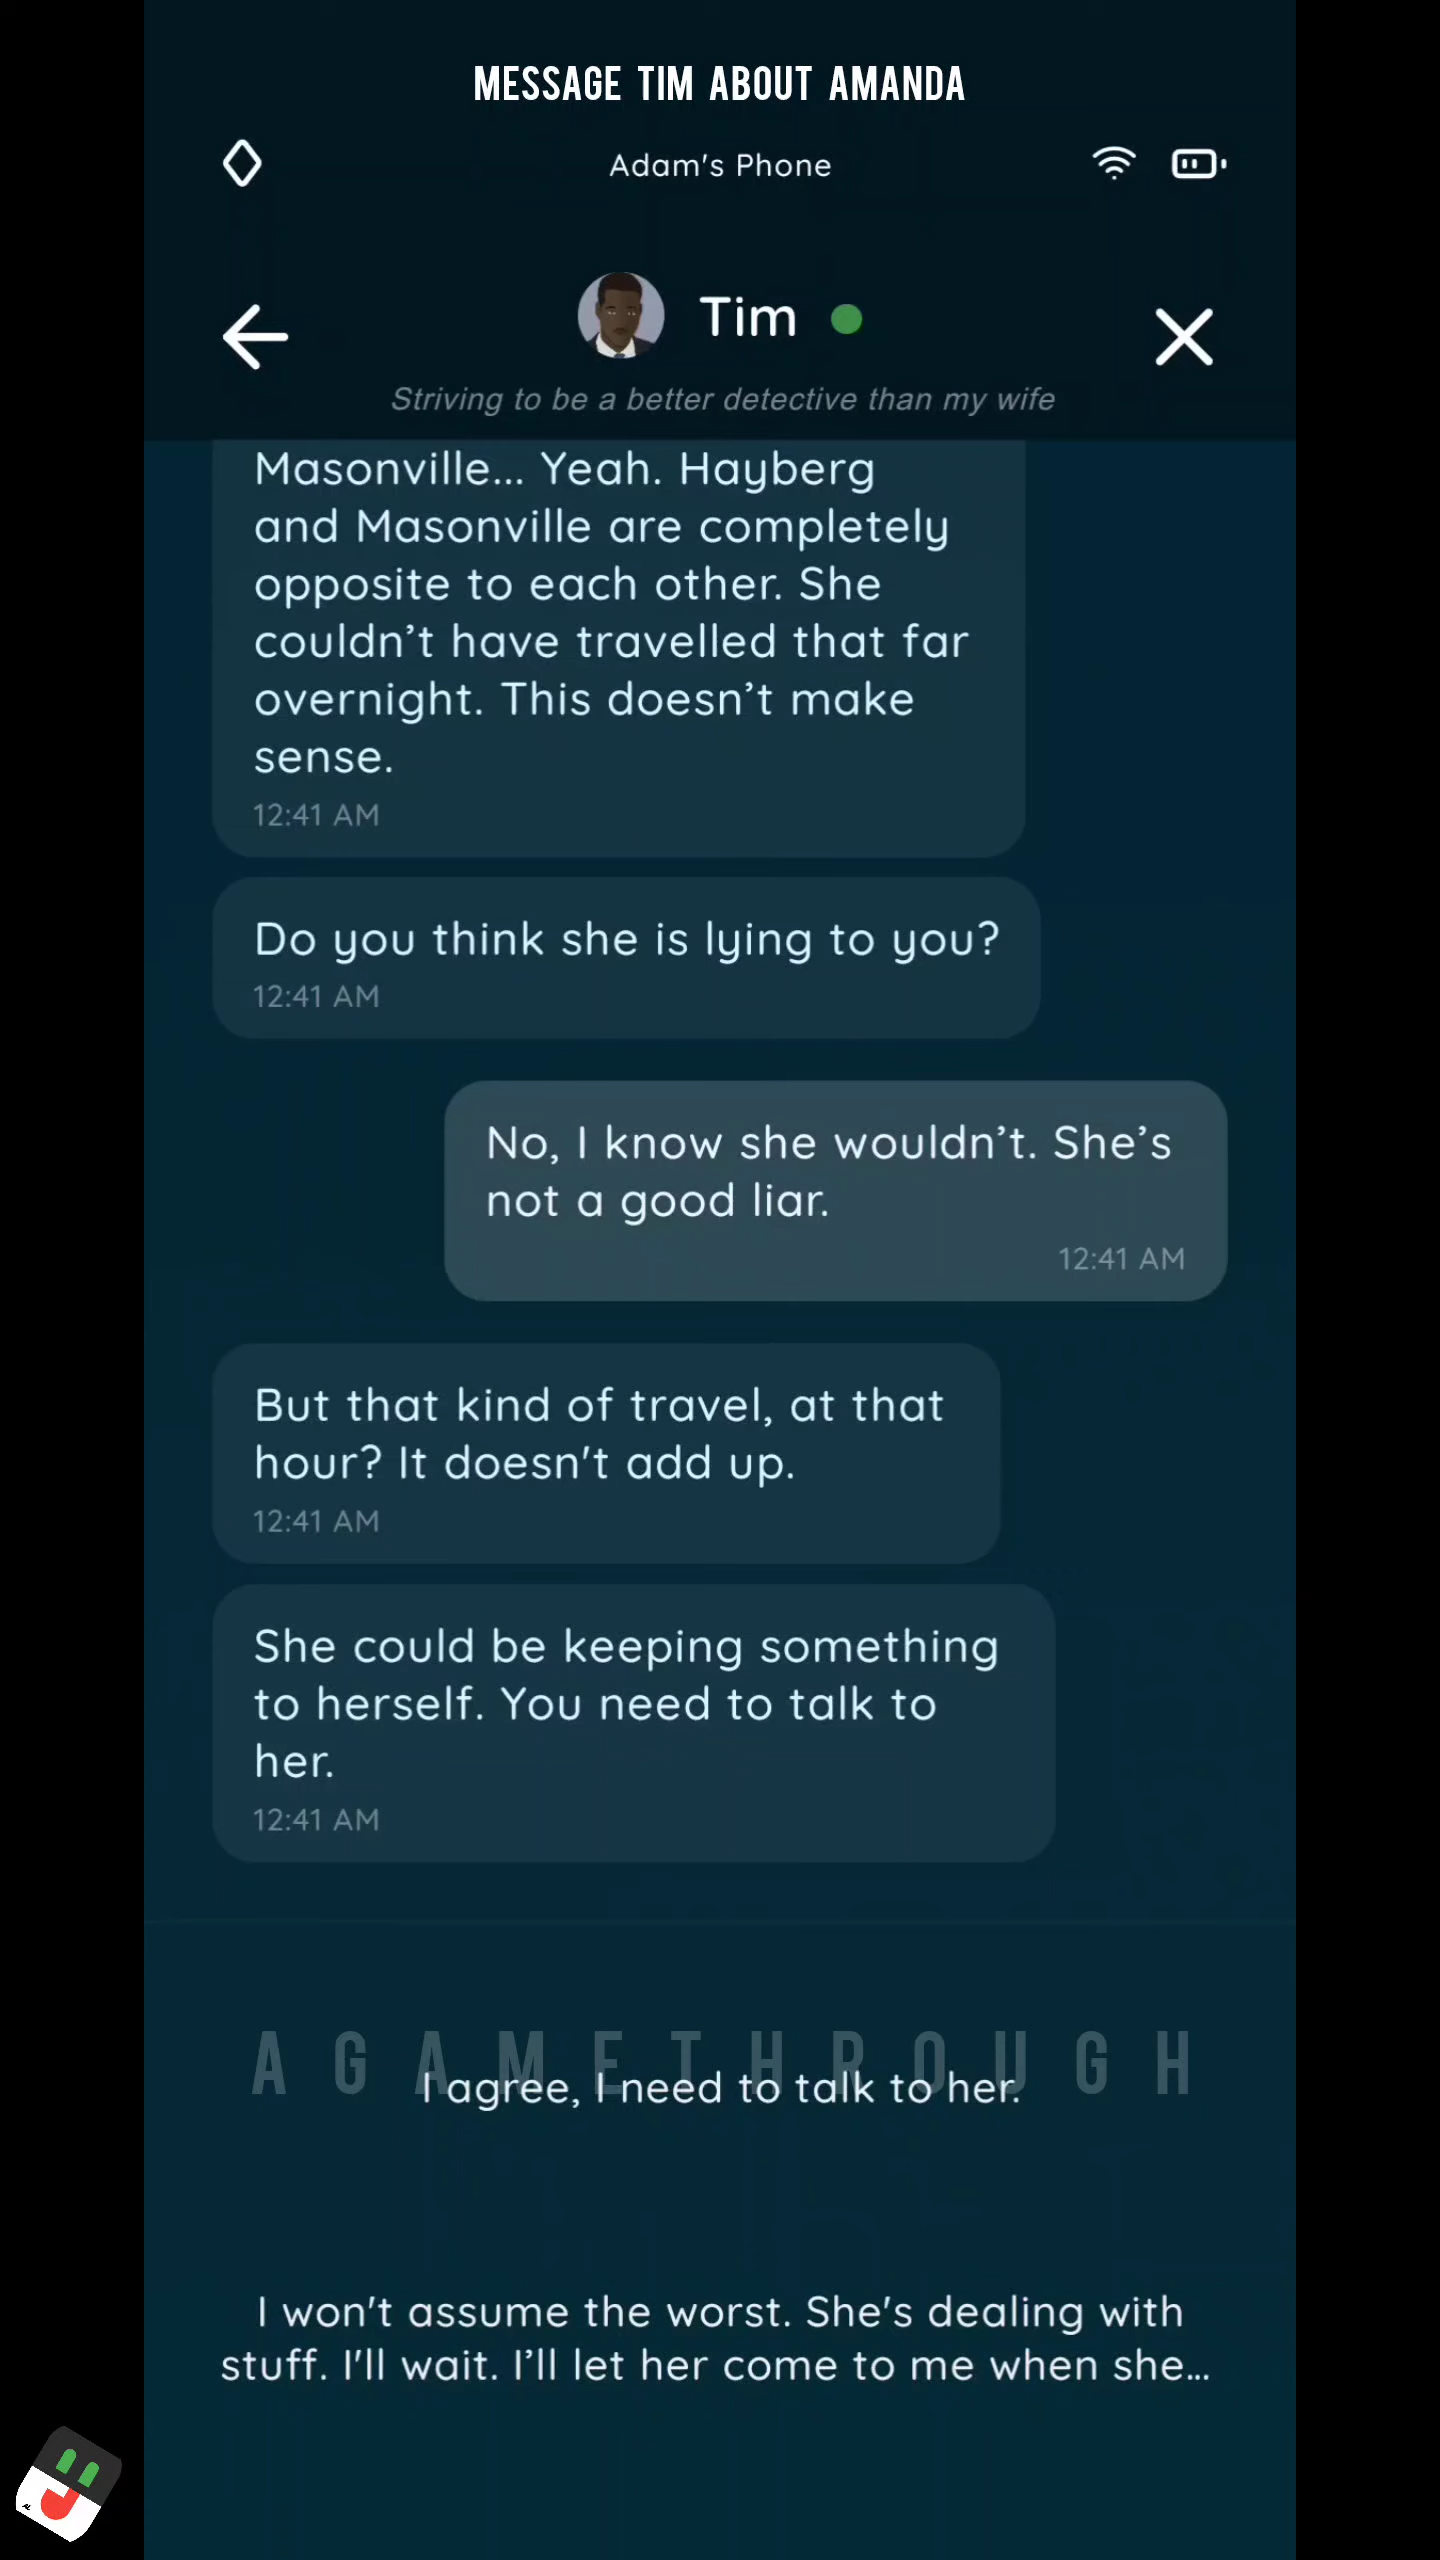 MESSAGE TIM ABOUT AMANDA
Adam's Phone
Tim
Striving to be a better detective than my wife
Masonville... Yeah. Hayberg
and Masonville are completely
opposite to each other. She
couldn’t have travelled that far
overnight. This doesn’t make
sense.
12:41 AM
Do you think she is lying to you?
12:41 AM
No, I know she wouldn’t. She’s
not a good liar.
12:41 AM
But that kind of travel, at that
hour? It doesn't add up.
12:41 AM
She could be keeping something
to herself. You need to talk to
her.
12:41 AM
AGAMETHROUGH
I agree, I need to talk to her.
I won't assume the worst. She's dealing with
stuff. I'll wait. I’ll let her come to me when she...